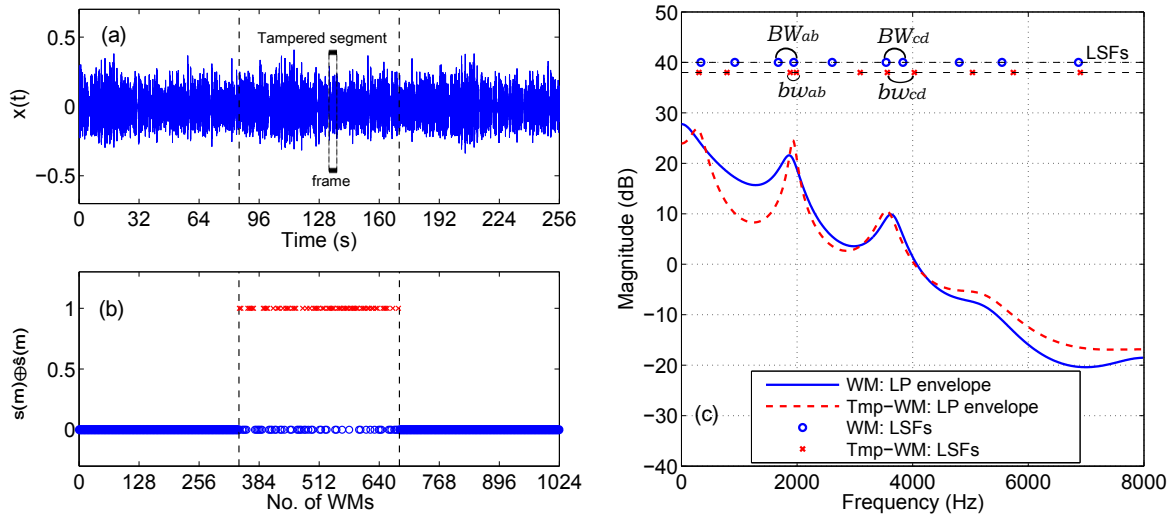 (a)
Tampered segment
frame
x(t)
0.5
0
−0.5
0 32 64 96 128 160 192 224 256
Time (s)
(b)
s(m)⊕ŝ(m)
1
0.5
0
0 128 256 384 512 640 768 896 1024
No. of WMs
50
40
30
20
10
0
−10
−20
−30
−40
Magnitude (dB)
BWab BWcd
LSFs
bwab bwcd
(c)
WM: LP envelope
Tmp−WM: LP envelope
WM: LSFs
Tmp−WM: LSFs
0 2000 4000 6000 8000
Frequency (Hz)